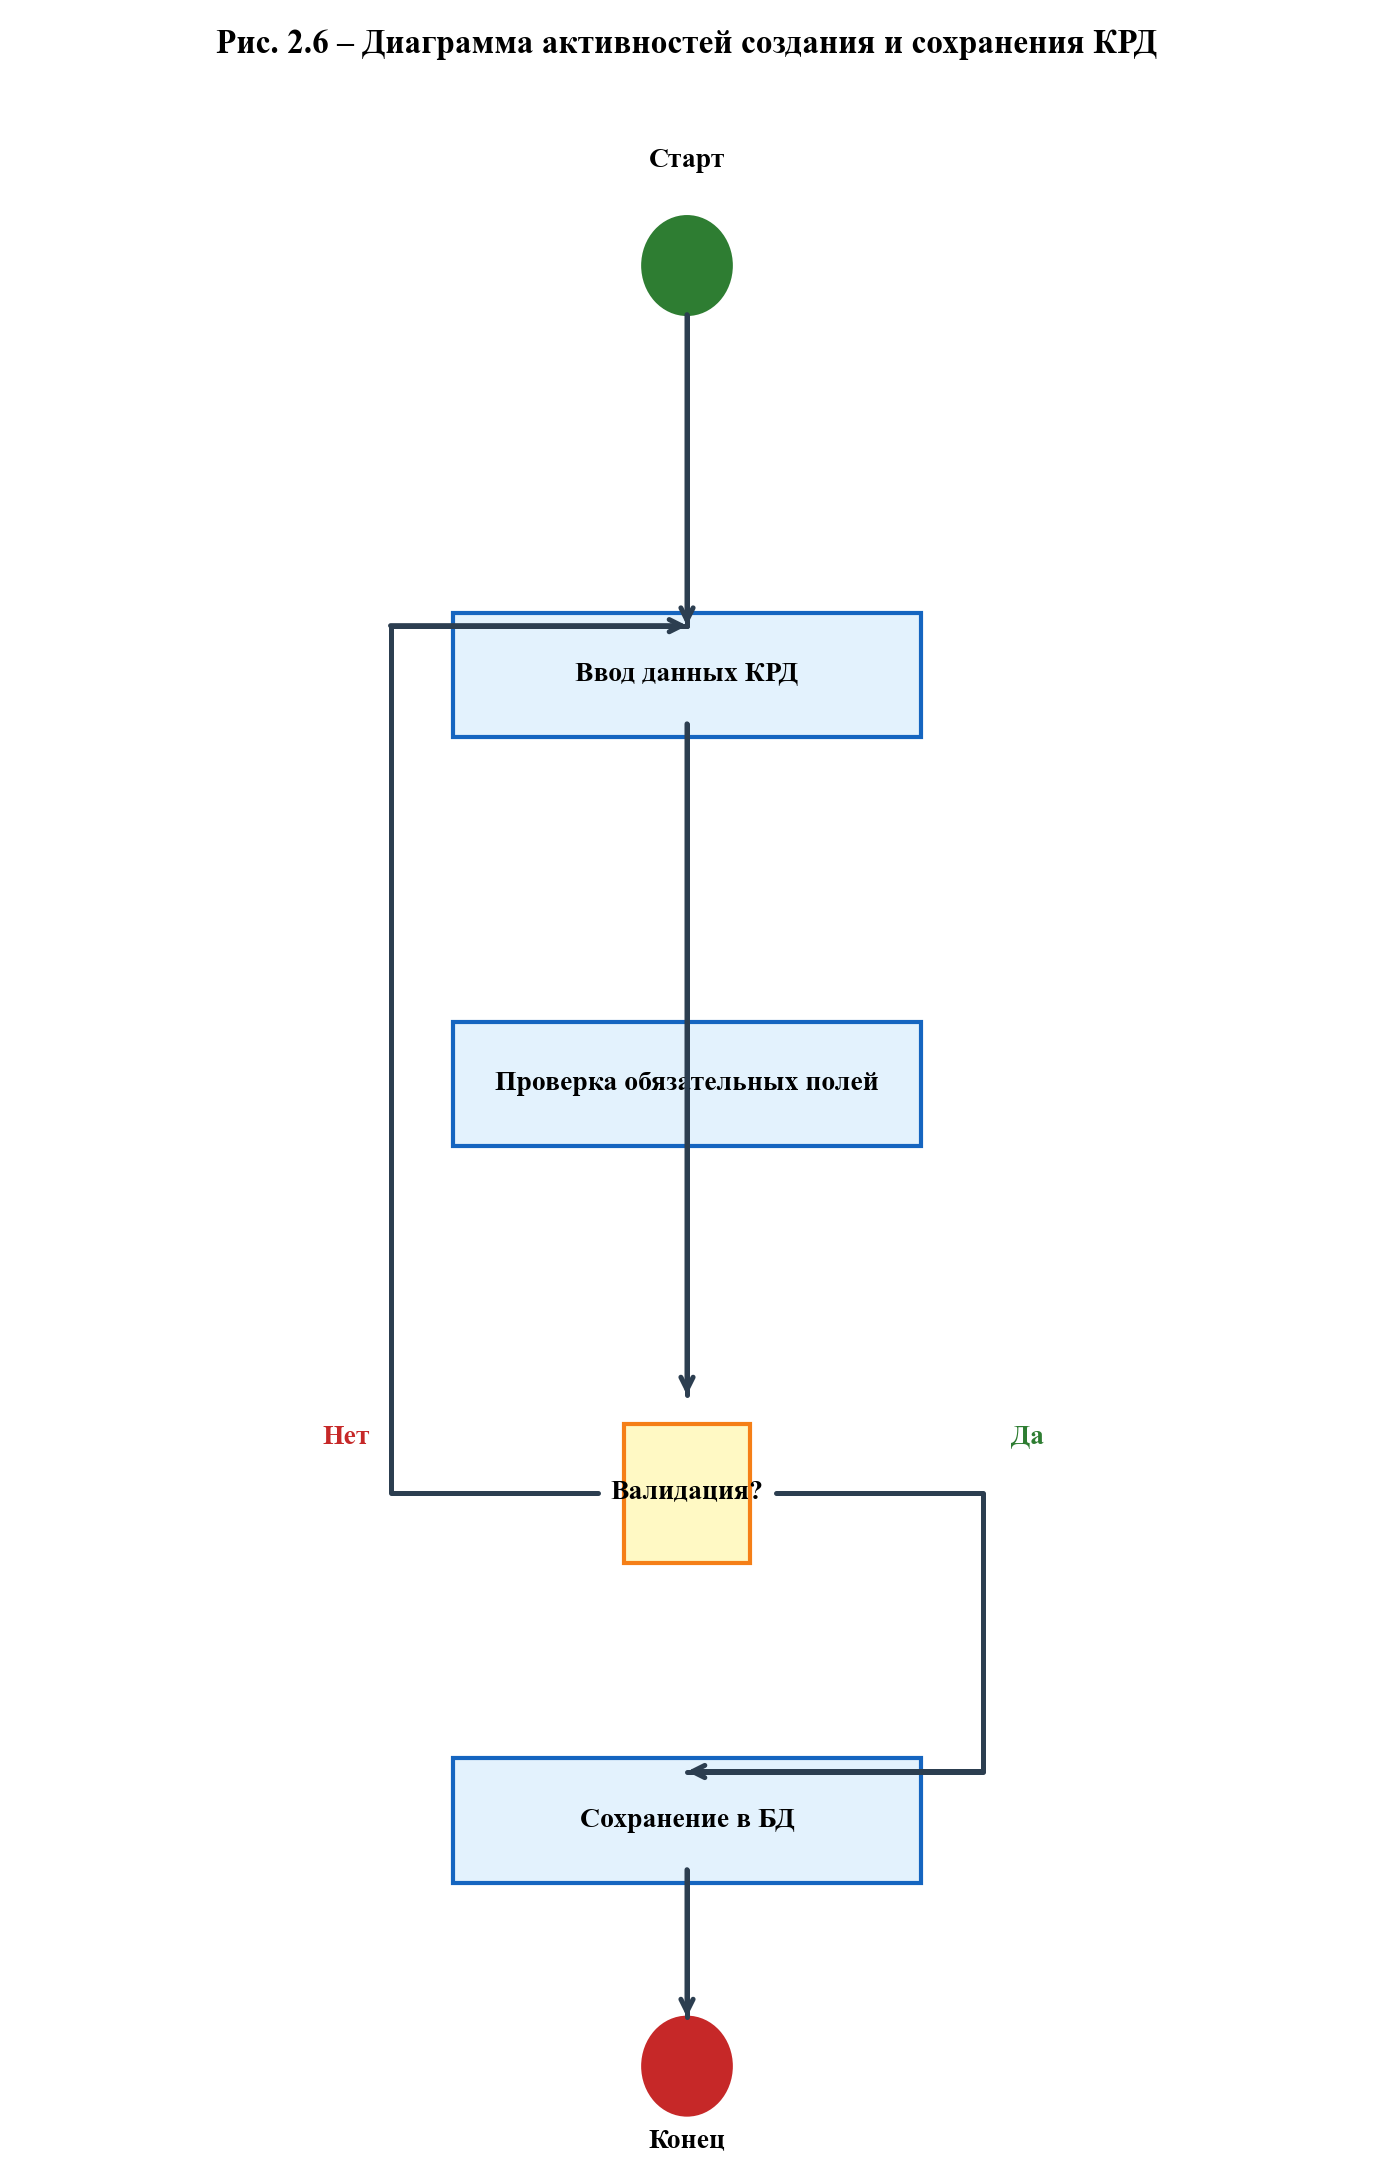 Рис. 2.6 – Диаграмма активностей создания и сохранения КРД
Старт
Ввод данных КРД
Проверка обязательных полей
Нет
Да
Валидация?
Сохранение в БД
Конец